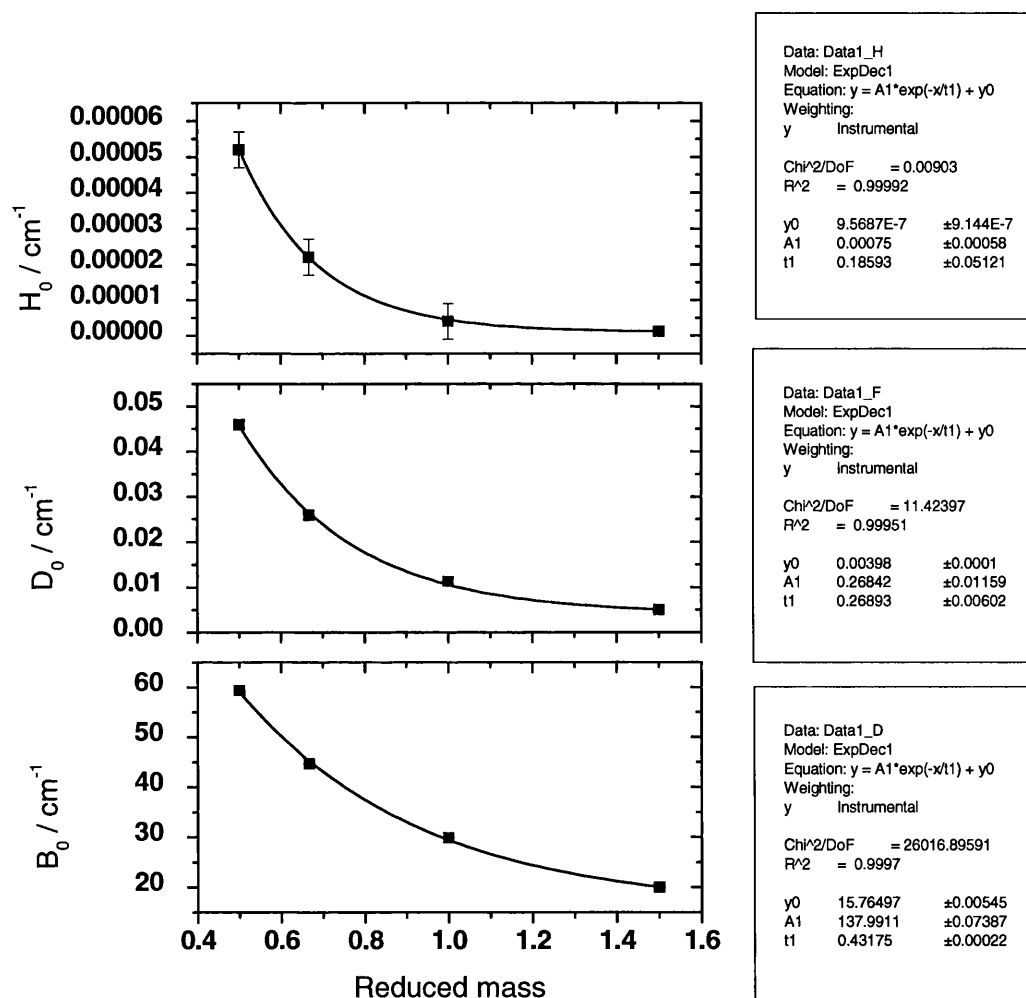 0.00006
0.00005
0.00004
0.00003
0.00002
0.00001
0.00000
H0 / cm-1
0.05
0.04
0.03
0.02
0.01
0.00
D0 / cm-1
60
50
40
30
20
B0 / cm-1
0.4 0.6 0.8 1.0 1.2 1.4 1.6
Reduced mass
Data: Data1_H
Model: ExpDec1
Equation: y = A1*exp(-x/t1) + y0
Weighting:
y Instrumental
Chi^2/DoF = 0.00903
R^2 = 0.99992
y0 9.5687E-7 ±9.144E-7
A1 0.00075 ±0.00058
t1 0.18593 ±0.05121
Data: Data1_F
Model: ExpDec1
Equation: y = A1*exp(-x/t1) + y0
Weighting:
y Instrumental
Chi^2/DoF = 11.42397
R^2 = 0.99951
y0 0.00398 ±0.0001
A1 0.26842 ±0.01159
t1 0.26893 ±0.00602
Data: Data1_D
Model: ExpDec1
Equation: y = A1*exp(-x/t1) + y0
Weighting:
y Instrumental
Chi^2/DoF = 26016.89591
R^2 = 0.9997
y0 15.76497 ±0.00545
A1 137.9911 ±0.07387
t1 0.43175 ±0.00022